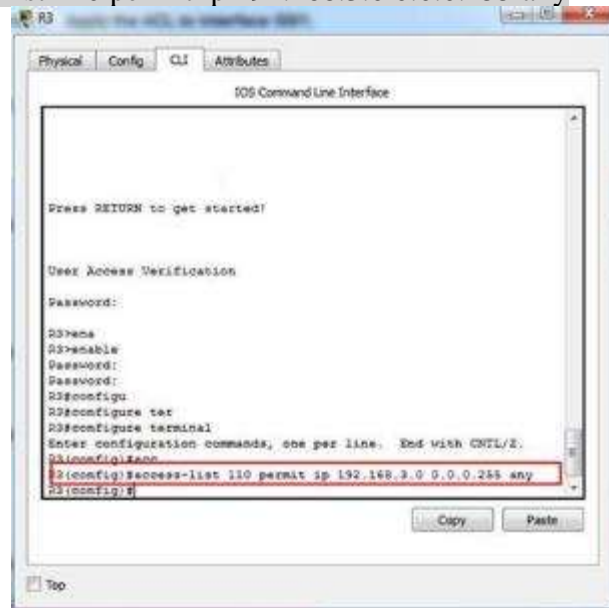 R3
Physical Config CLI Attributes
IOS Command Line Interface
Press RETURN to get started!
User Access Verification
Password:
R3>ena
R3>enable
Password:
Password:
R3#configu
R3#configure ter
R3#configure terminal
Enter configuration commands, one per line. End with CNTL/Z.
R3(config)#acc
R3(config)#access-list 110 permit ip 192.168.3.0 0.0.0.255 any
R3(config)#
Copy Paste
Top